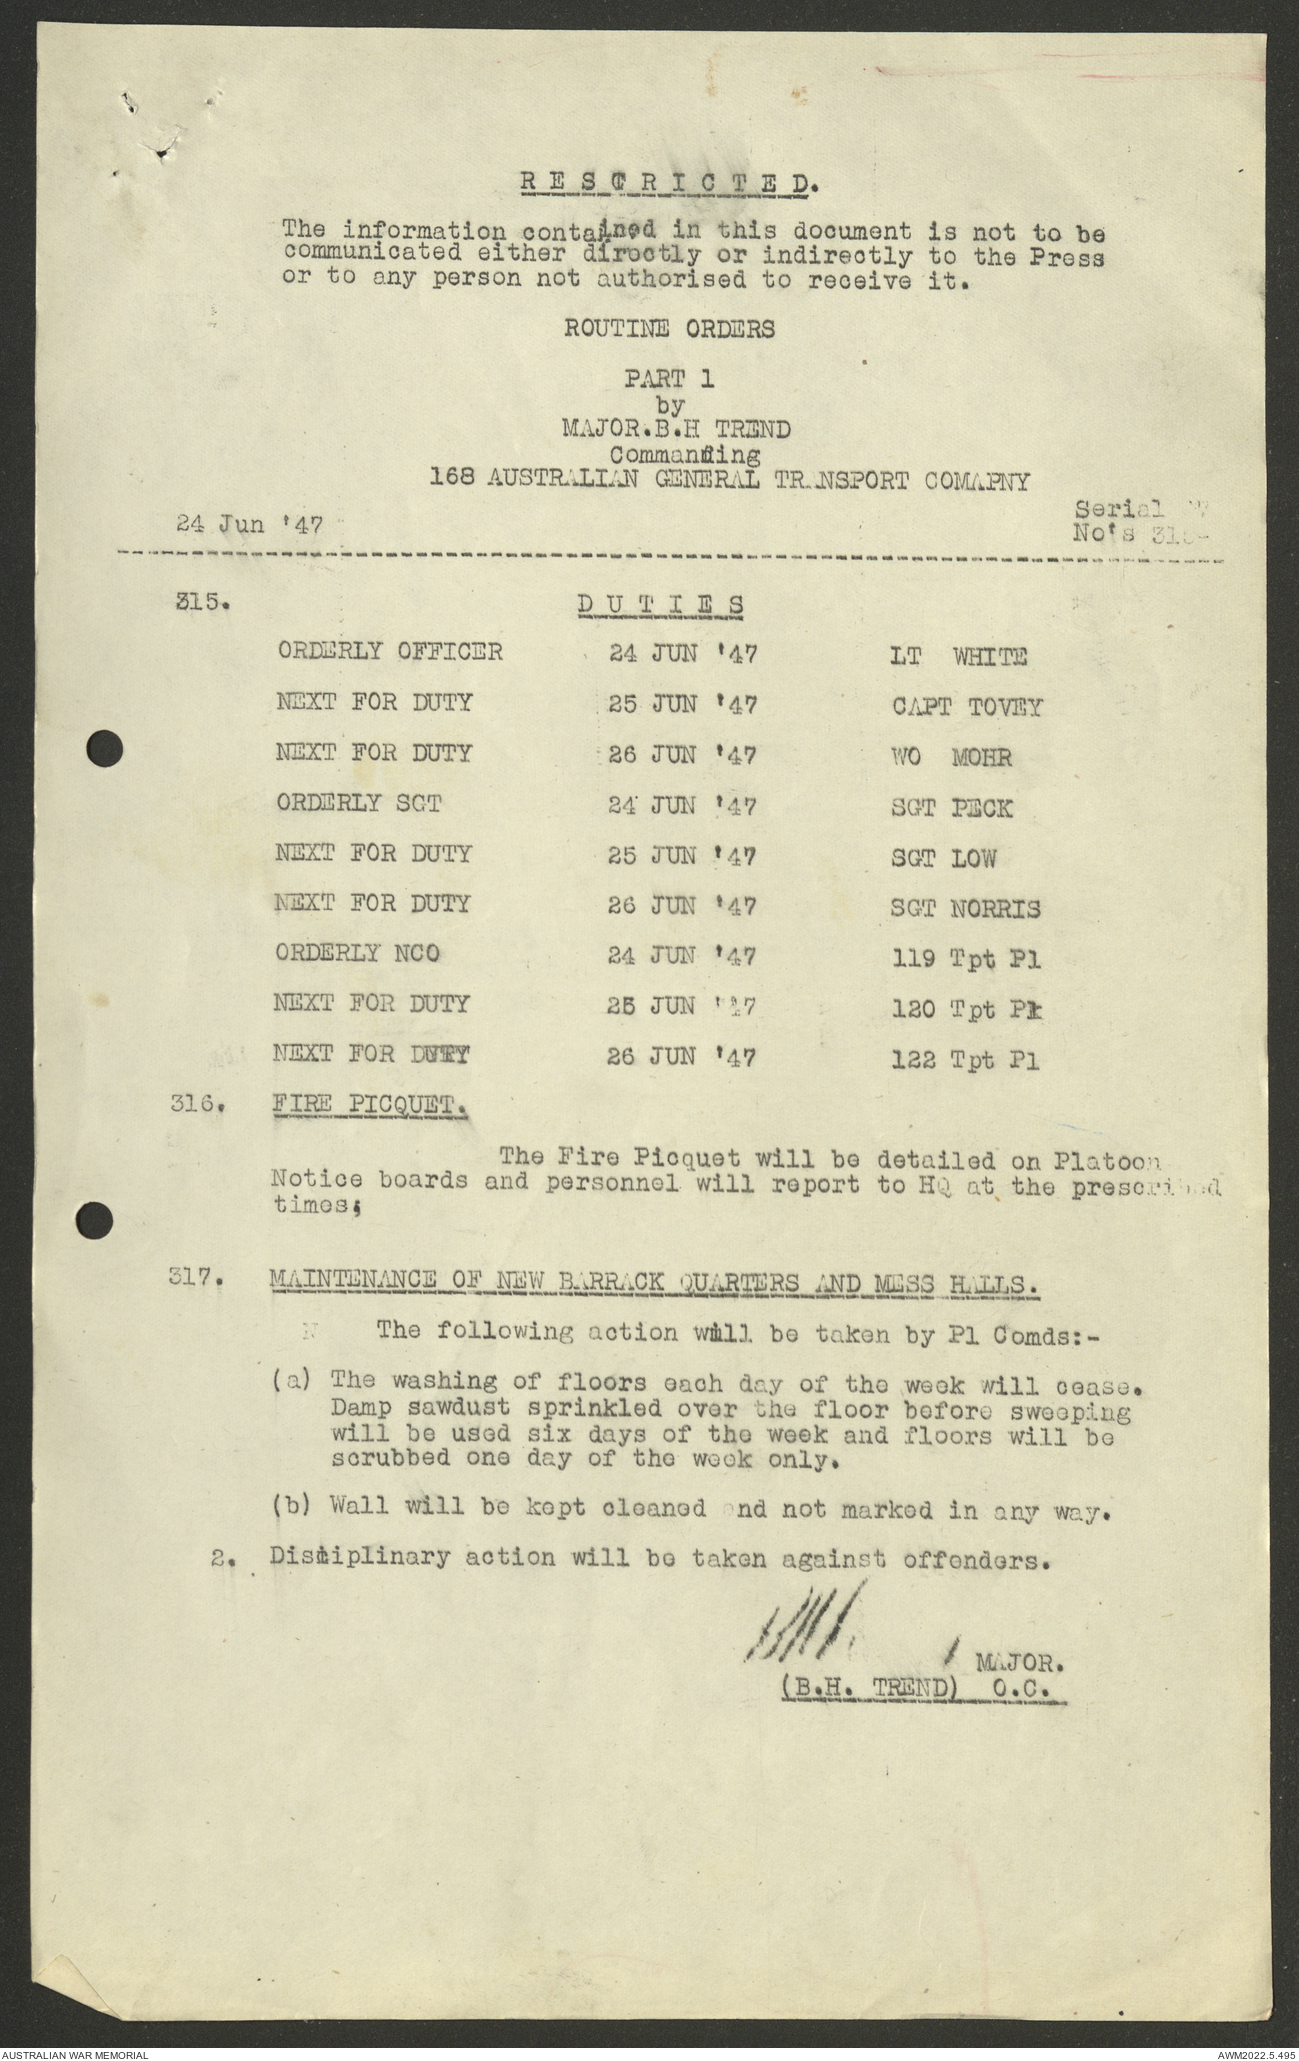 RESTRICTED.
The information contained in this document is not to be
communicated either directly or indirectly to the Press
or to any person not authorised to receive it.
ROUTINE ORDERS
PART 1
by
MAJOR.B.H TREND
Commanding
168 AUSTRALIAN GENERAL TRANSPORT COMAPNY
24 Jun '47
Serial
No's
315. DUTIES
ORDERLY OFFICER 24 JUN '47 LT WHITE
NEXT FOR DUTY 25 JUN '47 CAPT TOVEY
NEXT FOR DUTY 26 JUN '47 WO MOHR
ORDERLY SGT 24 JUN '47 SGT PECK
NEXT FOR DUTY 25 JUN '47 SGT LOW
NEXT FOR DUTY 26 JUN '47 SGT NORRIS
ORDERLY NCO 24 JUN '47 119 Tpt Pl
NEXT FOR DUTY 25 JUN '47 120 Tpt Pl
NEXT FOR DUTY 26 JUN '47 122 Tpt Pl
316. FIRE PICQUET.
The Fire Picquet will be detailed on Platoon
Notice boards and personnel will report to HQ at the prescribed
times;
317. MAINTENANCE OF NEW BARRACK QUARTERS AND MESS HALLS.
The following action will be taken by Pl Comds:-
(a) The washing of floors each day of the week will cease.
Damp sawdust sprinkled over the floor before sweeping
will be used six days of the week and floors will be
scrubbed one day of the week only.
(b) Wall will be kept cleaned and not marked in any way.
2. Disciplinary action will be taken against offenders.
MAJOR.
(B.H. TREND) O.C.
AUSTRALIAN WAR MEMORIAL
AWM2022.5.495